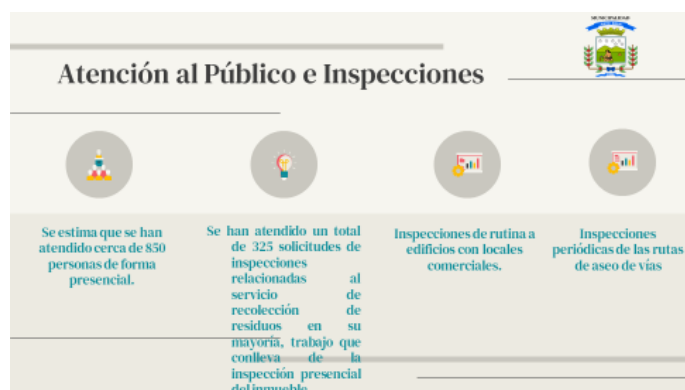 MUNICIPALIDAD
Atención al Público e Inspecciones
Se estima que se han
atendido cerca de 850
personas de forma
presencial.
Se han atendido un total
de 325 solicitudes de
inspecciones
relacionadas al
servicio de
recolección de
residuos en su
mayoría, trabajo que
conlleva de la
inspección presencial
del inmueble
Inspecciones de rutina a
edificios con locales
comerciales.
Inspecciones
periódicas de las rutas
de aseo de vías